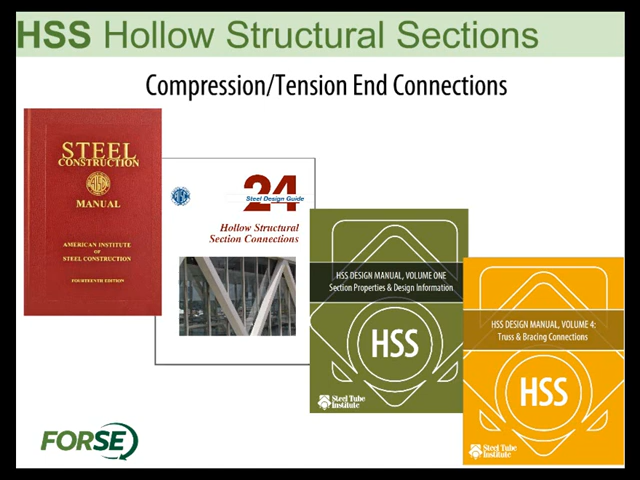 HSS Hollow Structural Sections
Compression/Tension End Connections
STEEL
CONSTRUCTION
MANUAL
AMERICAN INSTITUTE
OF
STEEL CONSTRUCTION
FOURTEENTH EDITION
24
Steel Design Guide
Hollow Structural
Section Connections
HSS DESIGN MANUAL, VOLUME ONE
Section Properties & Design Information
HSS
Steel Tube
Institute
HSS DESIGN MANUAL, VOLUME 4:
Truss & Bracing Connections
HSS
Steel Tube
Institute
FORSE